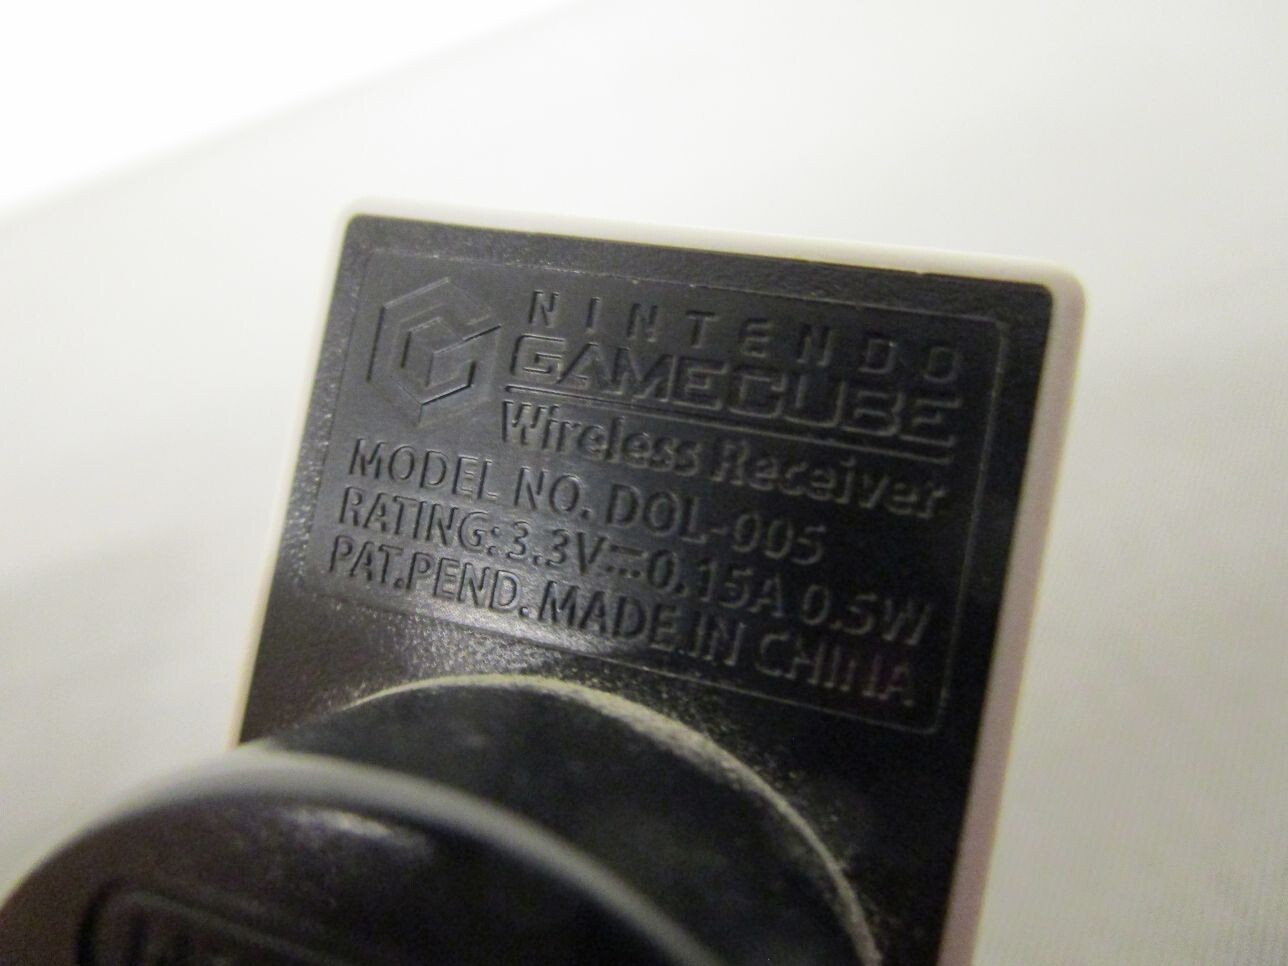 NINTENDO
GAMECUBE
Wireless Receiver
MODEL NO. DOL-005
RATING: 3.3V⎓0.15A 0.5W
PAT.PEND. MADE IN CHINA